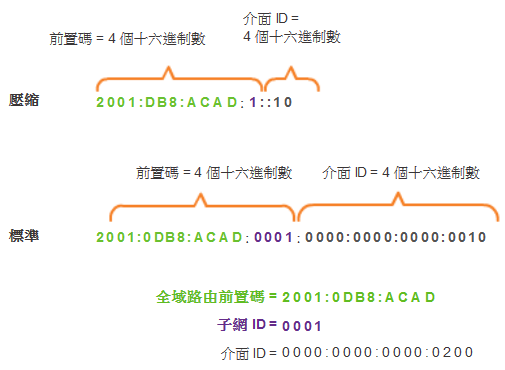 介面 ID =
前置碼 = 4 個十六進制數
4 個十六進制數
壓縮
2001:DB8:ACAD:1::10
前置碼 = 4 個十六進制數
介面 ID = 4 個十六進制數
標準
2001:0DB8:ACAD:0001:0000:0000:0000:0010
全域路由前置碼 = 2001:0DB8:ACAD
子網 ID = 0001
介面 ID = 0000:0000:0000:0200